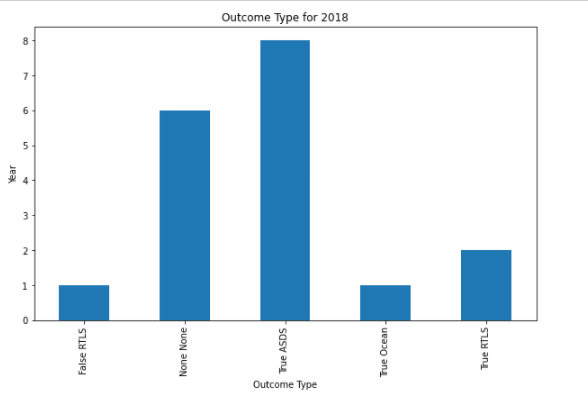 Outcome Type for 2018
Year
8
7
6
5
4
3
2
1
0
False RTLS
None None
True ASDS
True Ocean
True RTLS
Outcome Type